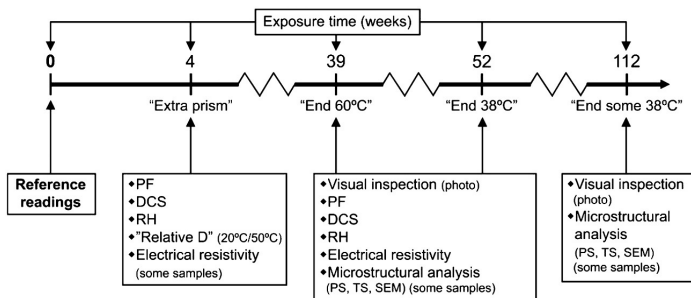 Exposure time (weeks)
0 4 39 52 112
“Extra prism” “End 60ºC” “End 38ºC” “End some 38ºC”
Reference
readings
◆PF
◆DCS
◆RH
◆"Relative D" (20ºC/50ºC)
◆Electrical resistivity
(some samples)
◆Visual inspection (photo)
◆PF
◆DCS
◆RH
◆Electrical resistivity
◆Microstructural analysis
(PS, TS, SEM) (some samples)
◆Visual inspection
(photo)
◆Microstructural
analysis
(PS, TS, SEM)
(some samples)